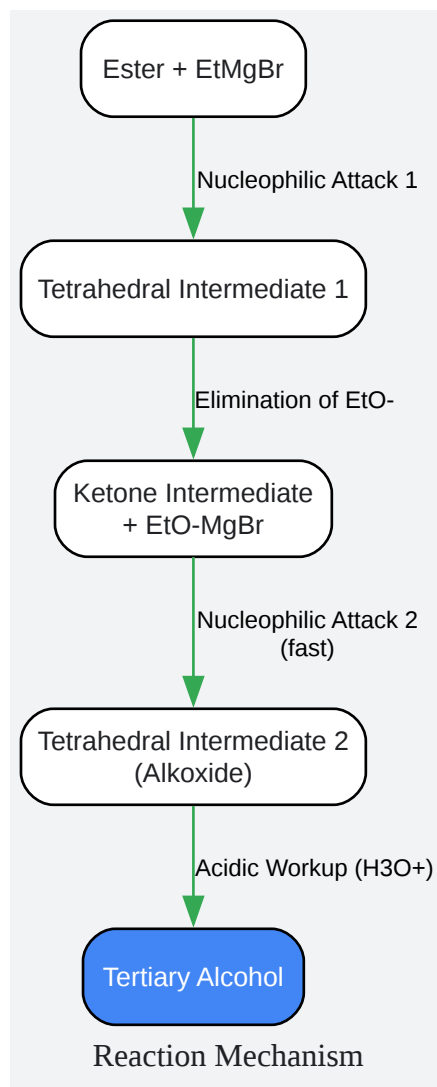 Ester + EtMgBr
Nucleophilic Attack 1
Tetrahedral Intermediate 1
Elimination of EtO-
Ketone Intermediate
+ EtO-MgBr
Nucleophilic Attack 2
(fast)
Tetrahedral Intermediate 2
(Alkoxide)
Acidic Workup (H3O+)
Tertiary Alcohol
Reaction Mechanism